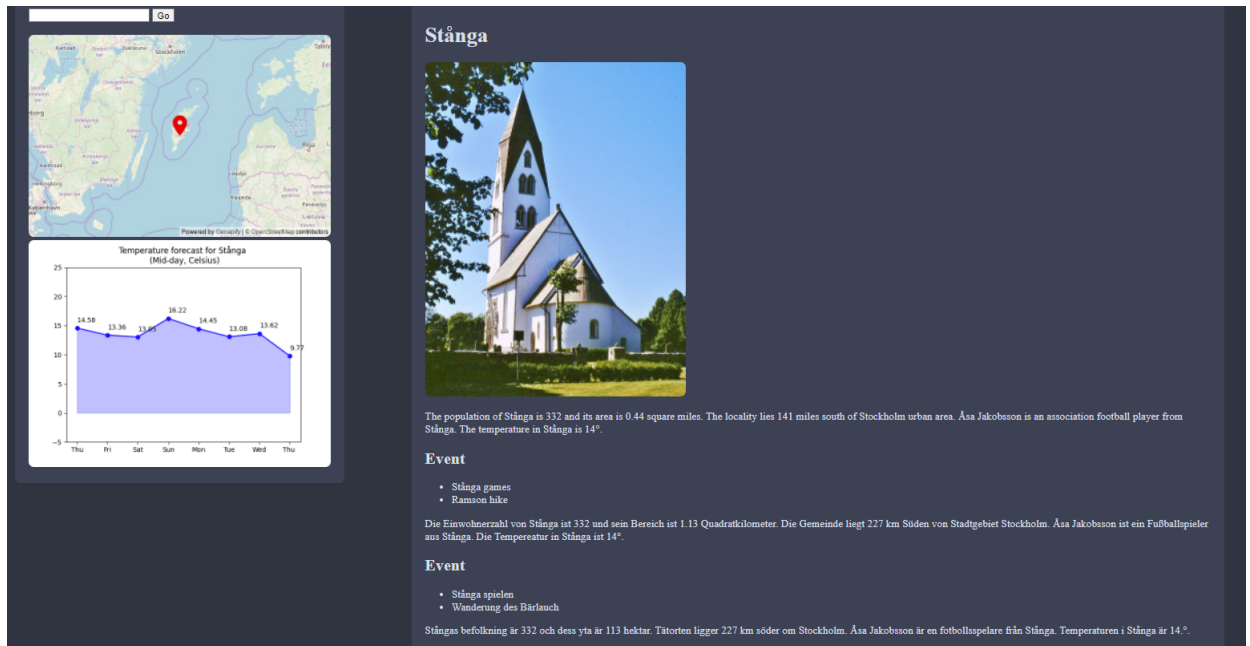 Go
Stockholm
Riga
København
Powered by Geoapify | © OpenStreetMap contributors
Temperature forecast for Stånga
(Mid-day, Celsius)
25
20
15
10
5
0
−5
14.58
13.36
16.22
14.45
13.08
13.62
9.77
Thu Fri Sat Sun Mon Tue Wed Thu
Stånga
The population of Stånga is 332 and its area is 0.44 square miles. The locality lies 141 miles south of Stockholm urban area. Åsa Jakobsson is an association football player from
Stånga. The temperature in Stånga is 14°.
Event
Stånga games
Ramson hike
Die Einwohnerzahl von Stånga ist 332 und sein Bereich ist 1.13 Quadratkilometer. Die Gemeinde liegt 227 km Süden von Stadtgebiet Stockholm. Åsa Jakobsson ist ein Fußballspieler
aus Stånga. Die Tempereatur in Stånga ist 14°.
Event
Stånga spielen
Wanderung des Bärlauch
Stångas befolkning är 332 och dess yta är 113 hektar. Tätorten ligger 227 km söder om Stockholm. Åsa Jakobsson är en fotbollsspelare från Stånga. Temperaturen i Stånga är 14.°.